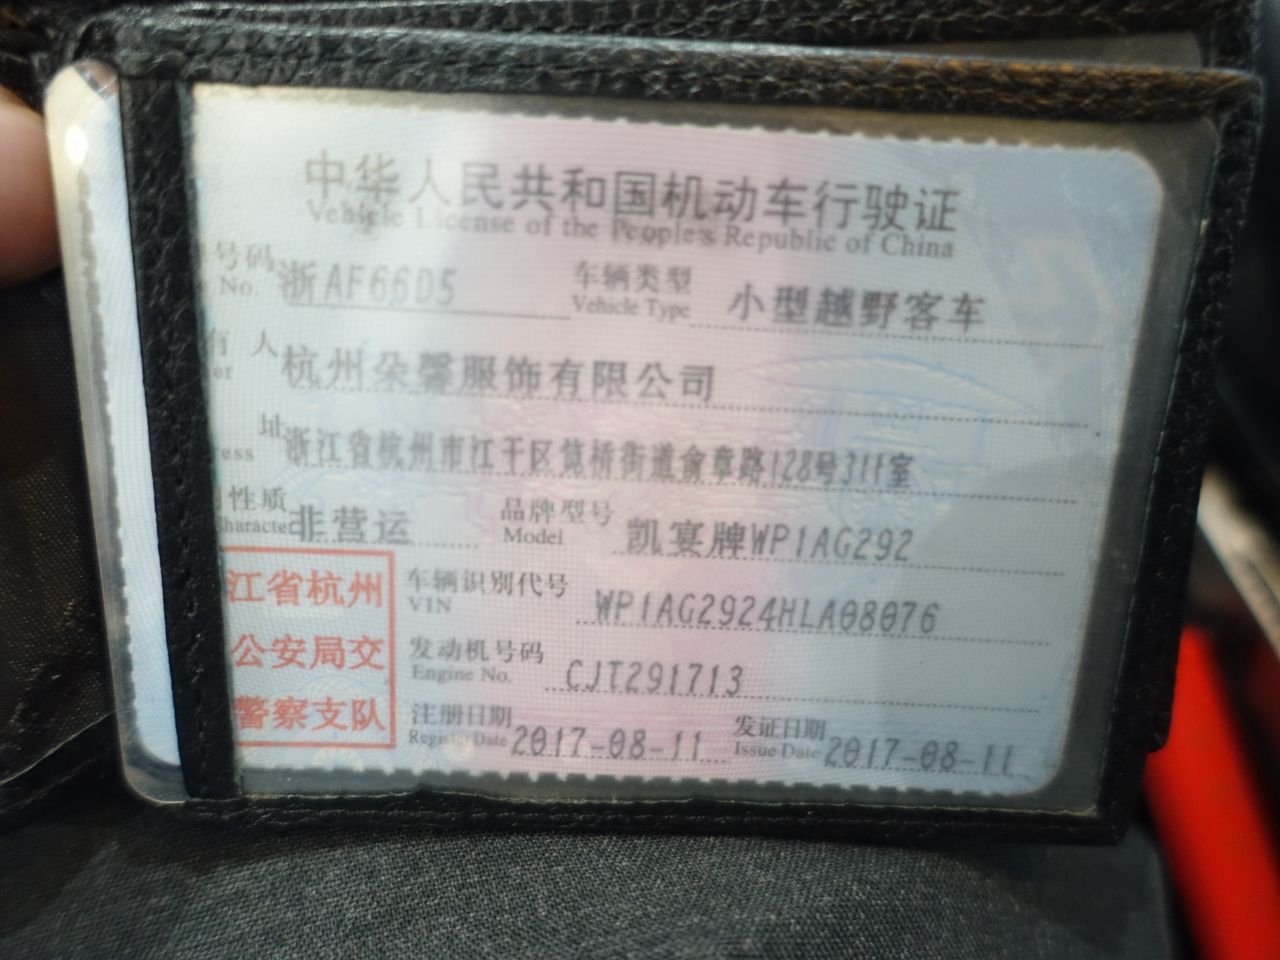 中华人民共和国机动车行驶证
Vehicle License of the People's Republic of China
号码 浙AF66D5 车辆类型 小型越野客车
No. Vehicle Type
有 人 杭州朵馨服饰有限公司
er
址 浙江省杭州市江干区笕桥街道俞章路128号311室
ess
性质 非营运 品牌型号 凯宴牌WP1AG292
Character Model
江省杭州
公安局交
警察支队
车辆识别代号 WP1AG2924HLA08076
VIN
发动机号码 CJT291713
Engine No.
注册日期 2017-08-11 发证日期 2017-08-11
Register Date Issue Date